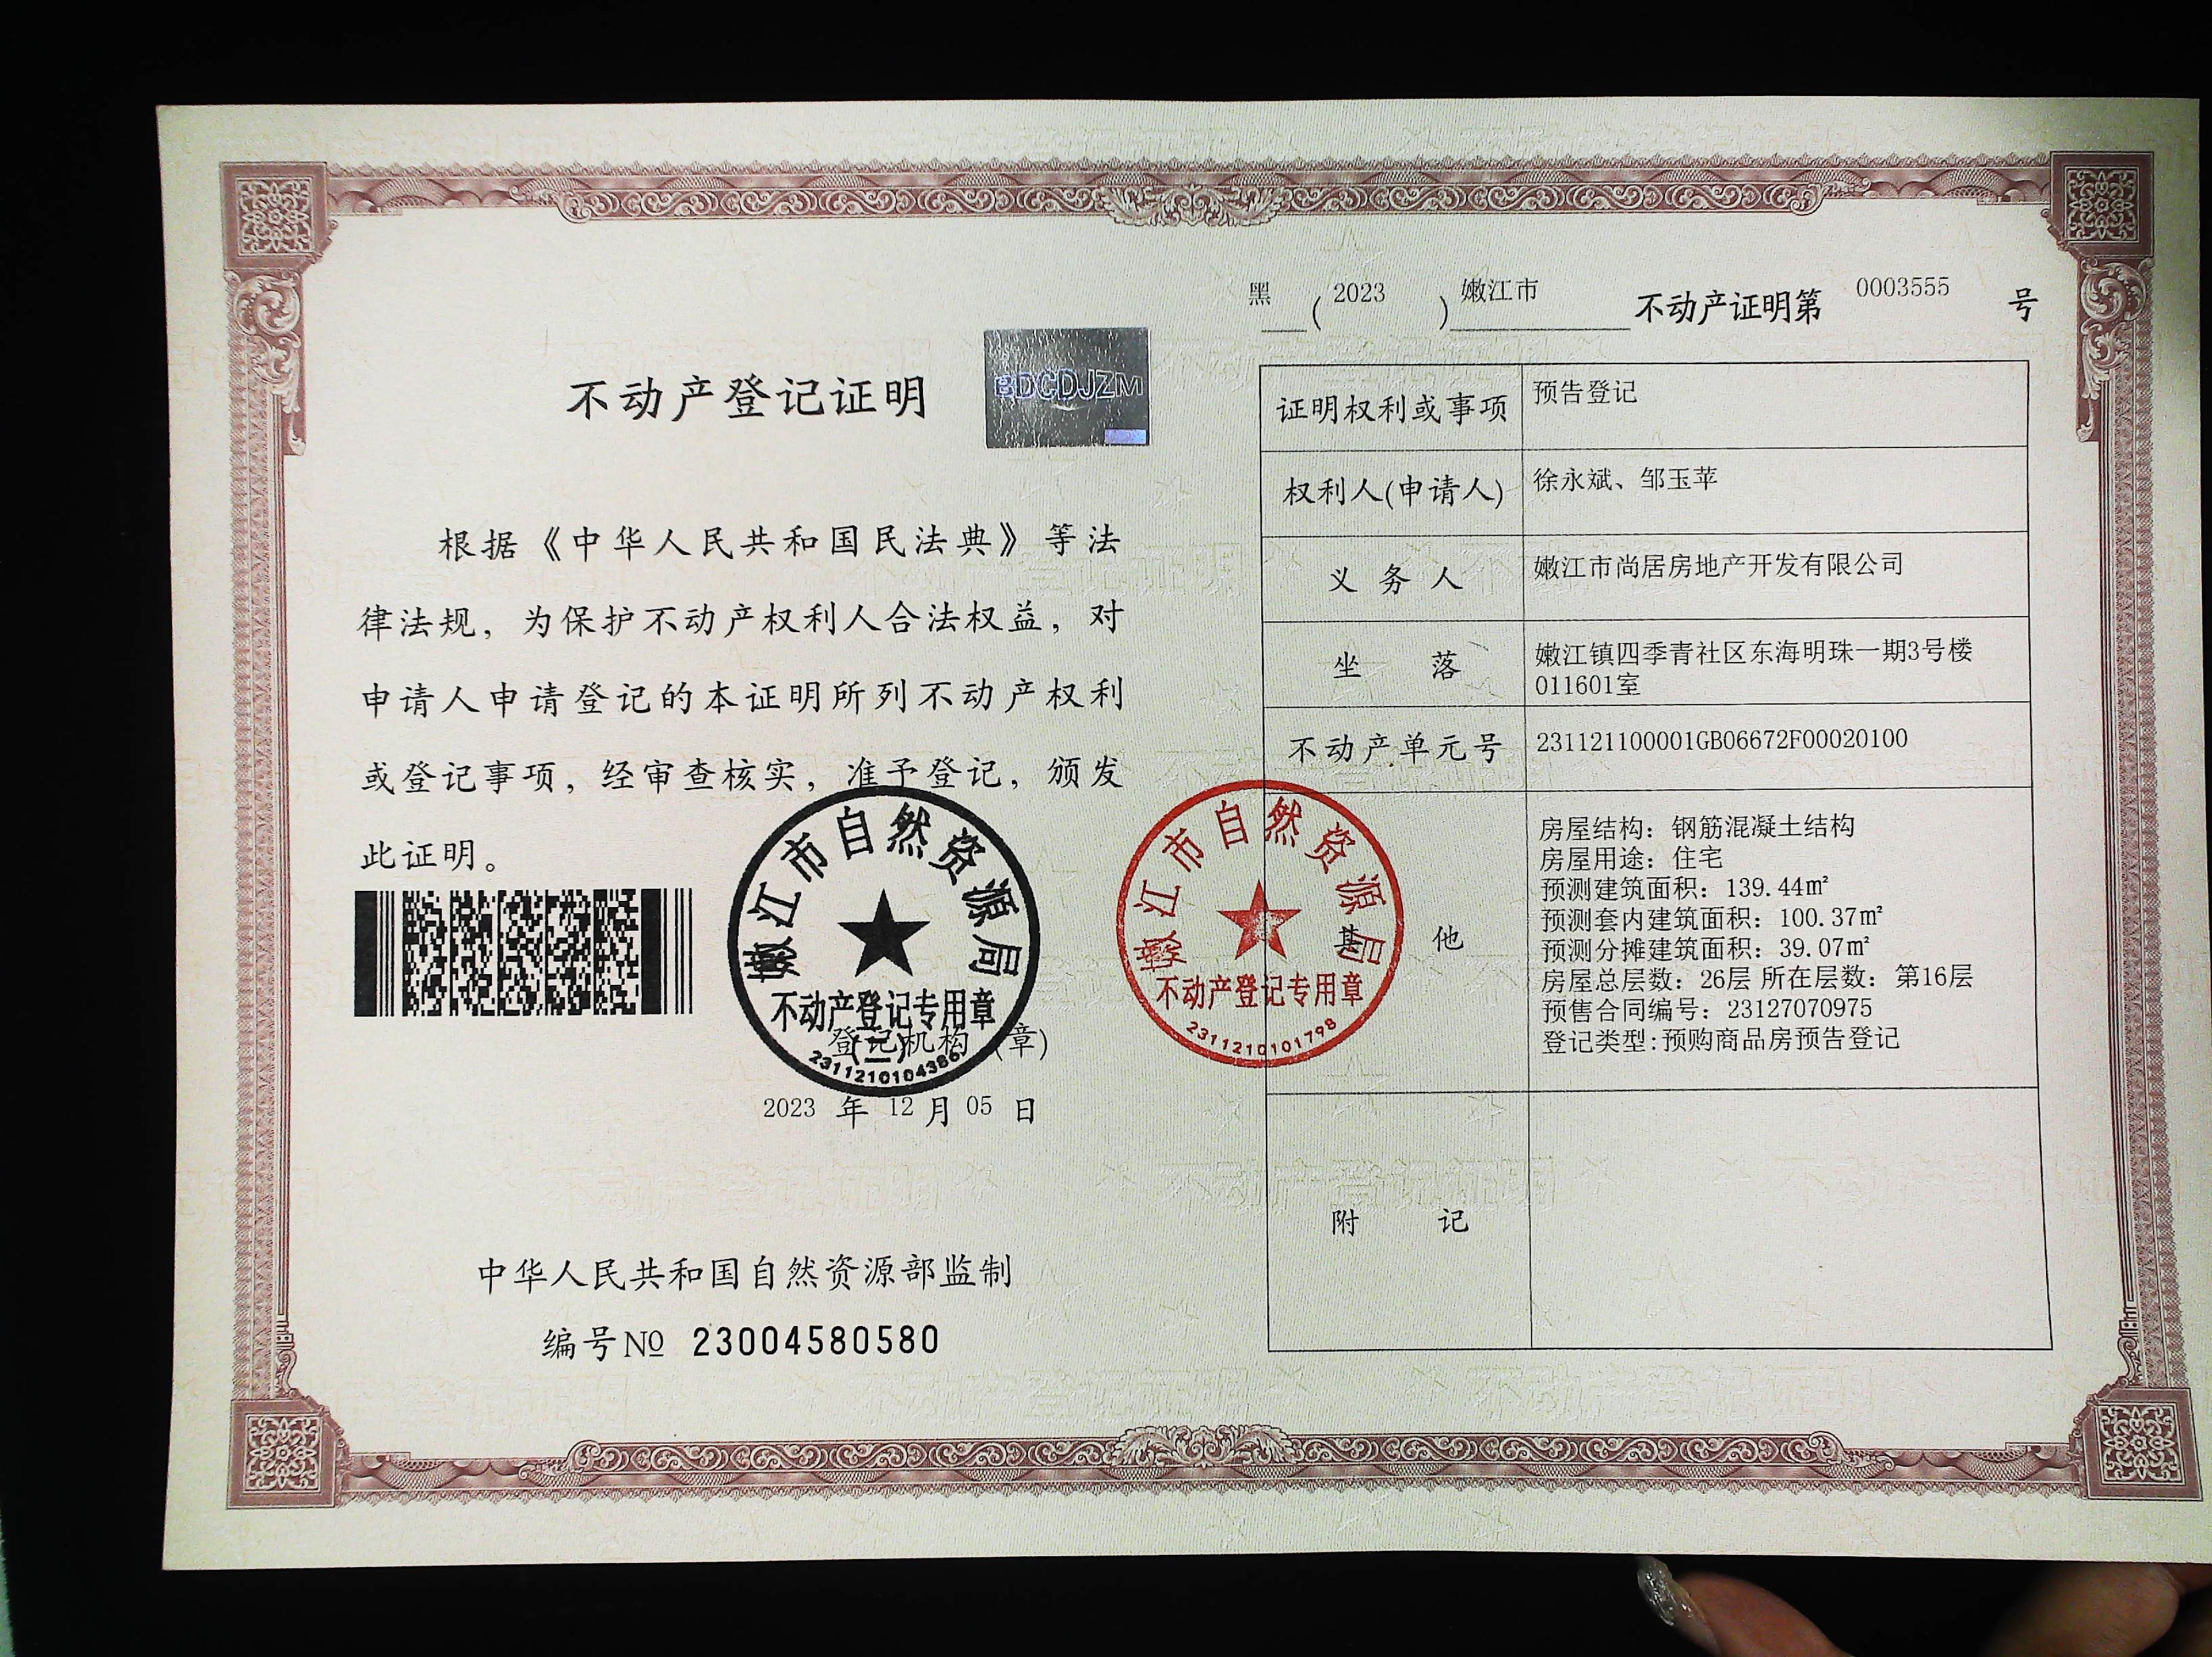 黑 ( 2023 ) 嫩江市 不动产证明第 0003555 号
不动产登记证明
BDCDJZM
根据《中华人民共和国民法典》等法
律法规，为保护不动产权利人合法权益，对
申请人申请登记的本证明所列不动产权利
或登记事项，经审查核实，准予登记，颁发
此证明。
嫩江市自然资源局
不动产登记专用章
(二)
2311210104386
登记机构（章）
2023 年 12 月 05 日
中华人民共和国自然资源部监制
编号№ 23004580580
证明权利或事项 预告登记
权利人(申请人) 徐永斌、邹玉苹
义务人 嫩江市尚居房地产开发有限公司
坐落 嫩江镇四季青社区东海明珠一期3号楼
011601室
不动产单元号 231121100001GB06672F00020100
其他
房屋结构：钢筋混凝土结构
房屋用途：住宅
预测建筑面积：139.44㎡
预测套内建筑面积：100.37㎡
预测分摊建筑面积：39.07㎡
房屋总层数：26层 所在层数：第16层
预售合同编号：23127070975
登记类型:预购商品房预告登记
嫩江市自然资源局
不动产登记专用章
2311210101798
附记